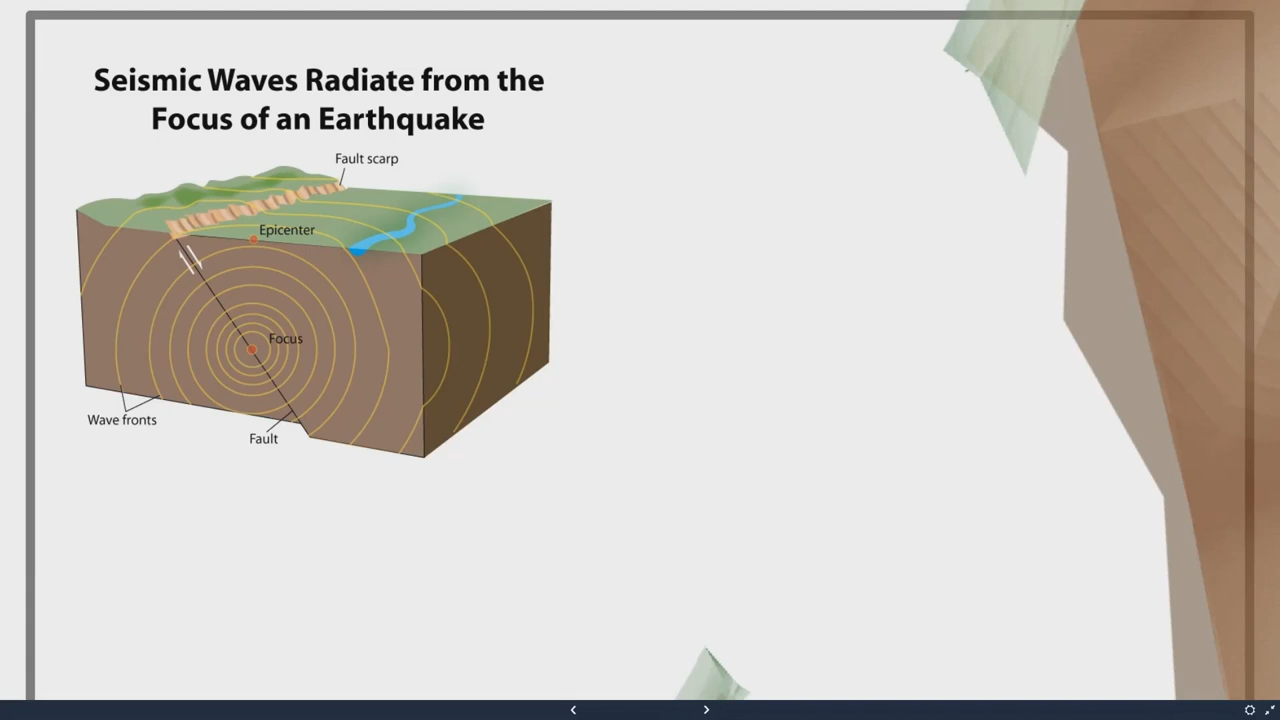 Seismic Waves Radiate from the
Focus of an Earthquake
Fault scarp
Epicenter
Focus
Wave fronts
Fault